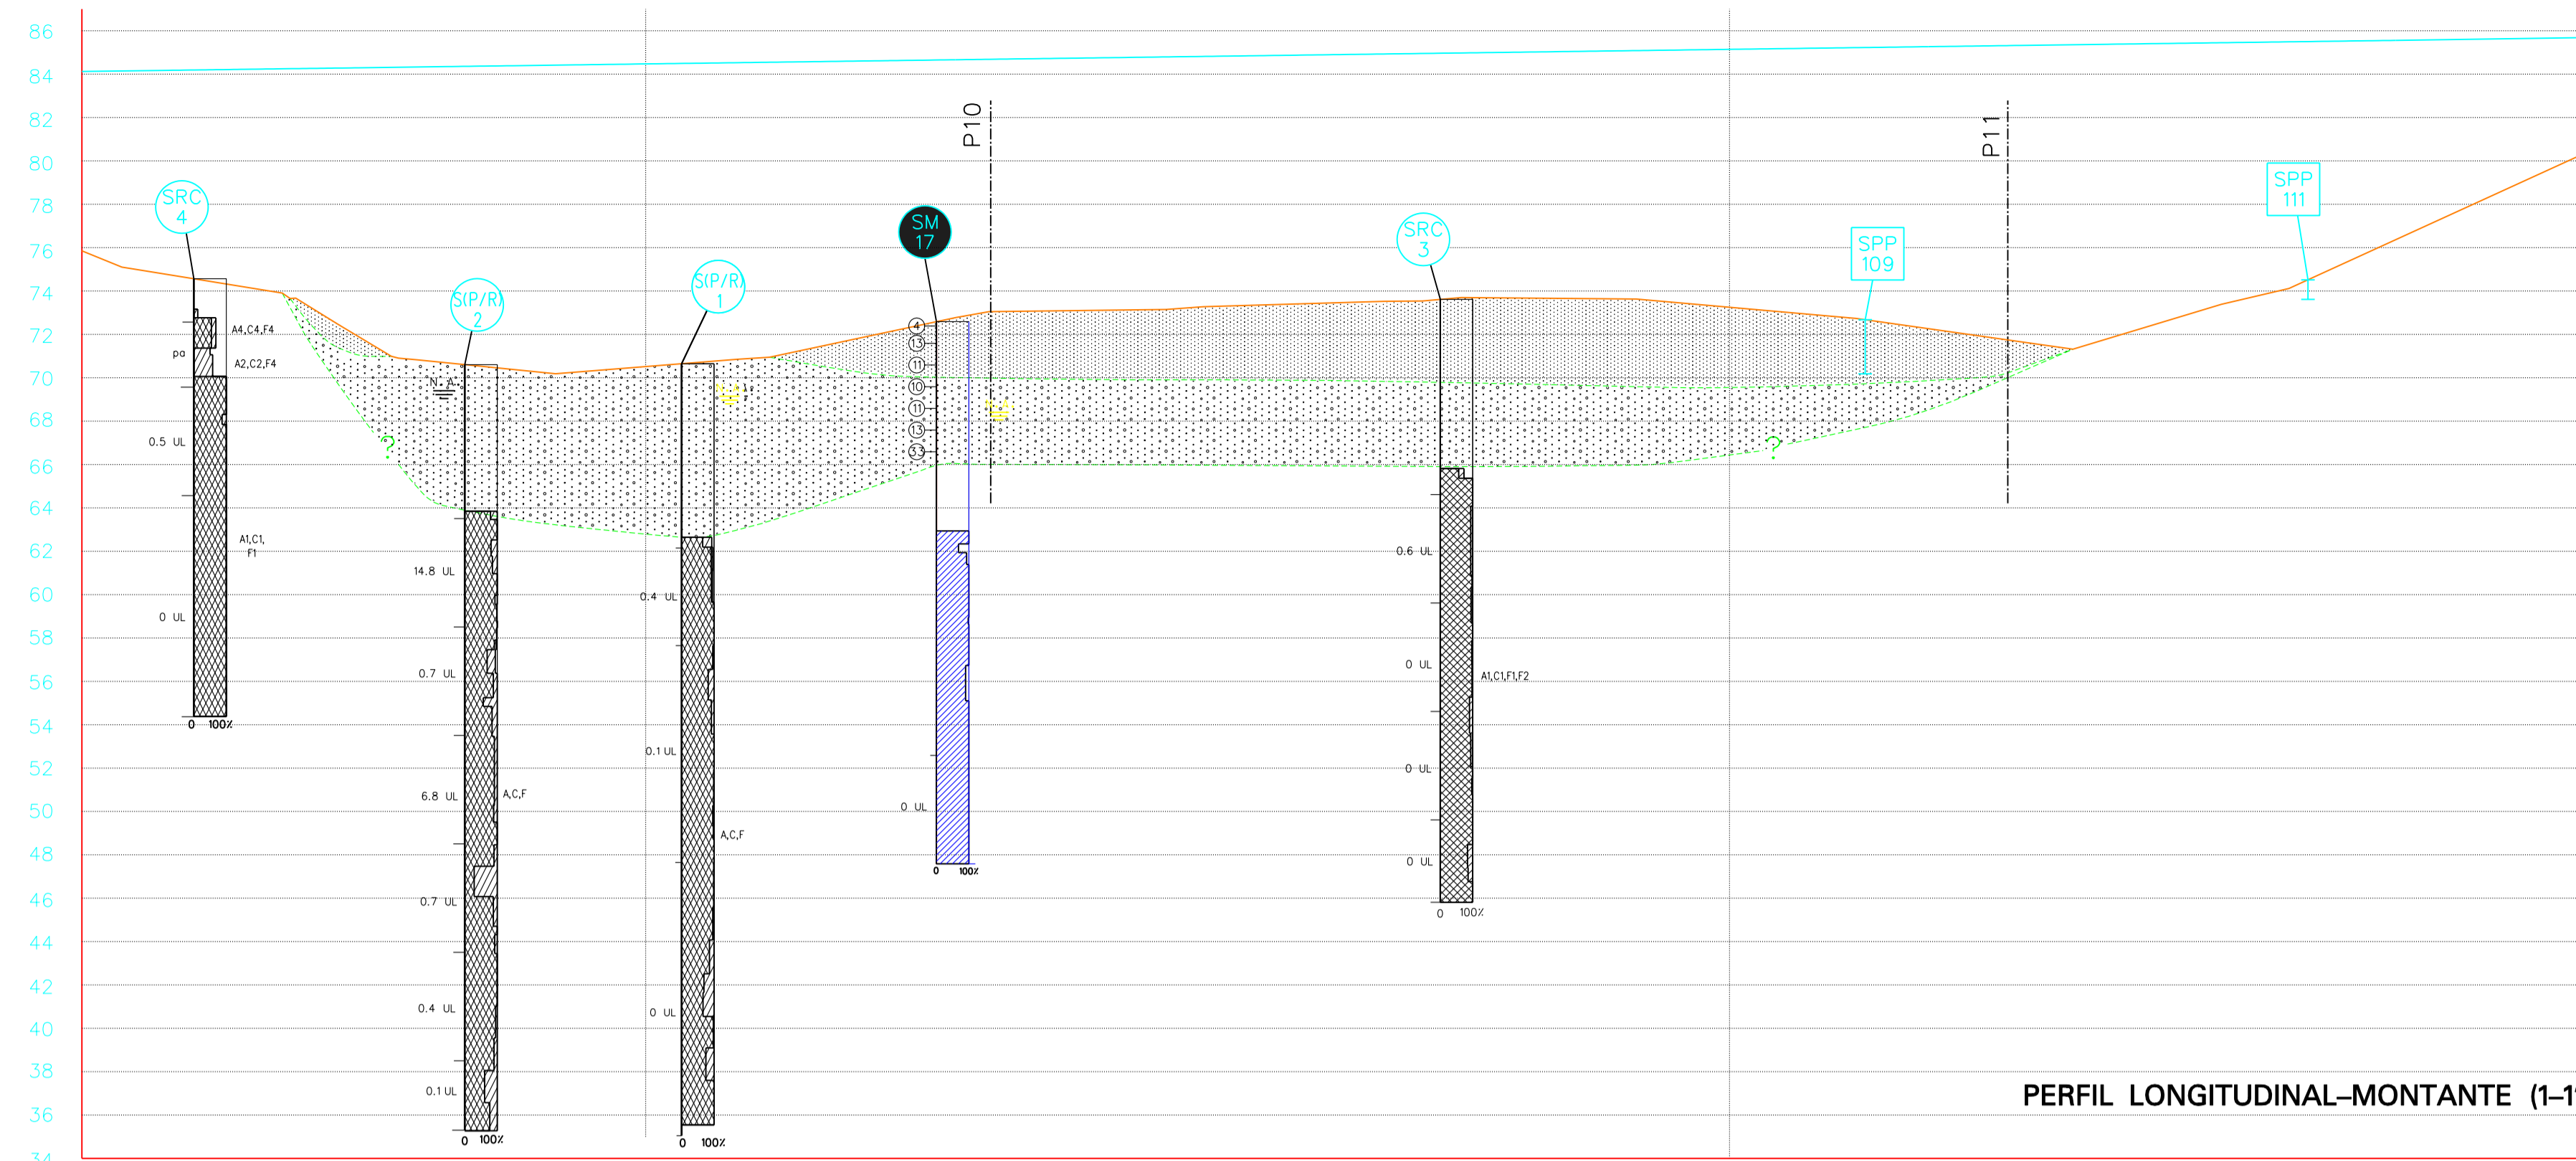 86
84
82
80
78
76
74
72
70
68
66
64
62
60
58
56
54
52
50
48
46
44
42
40
38
36
34
SRC
4
A4,C4,F4
pa
A2,C2,F4
0.5 UL
A1,C1,
F1
0 UL
0 100%
S(P/R)
2
N.A.
14.8 UL
0.7 UL
6.8 UL
A,C,F
0.7 UL
0.4 UL
0.1 UL
0 100%
?
S(P/R)
1
N.A.
0.4 UL
0.1 UL
A,C,F
0 UL
0 100%
SM
17
4
13
11
10
11
13
33
0 UL
0 100%
P10
N.A.
SRC
3
0.6 UL
0 UL
A1,C1,F1,F2
0 UL
0 UL
0 100%
?
SPP
109
P11
SPP
111
PERFIL LONGITUDINAL–MONTANTE (1–1